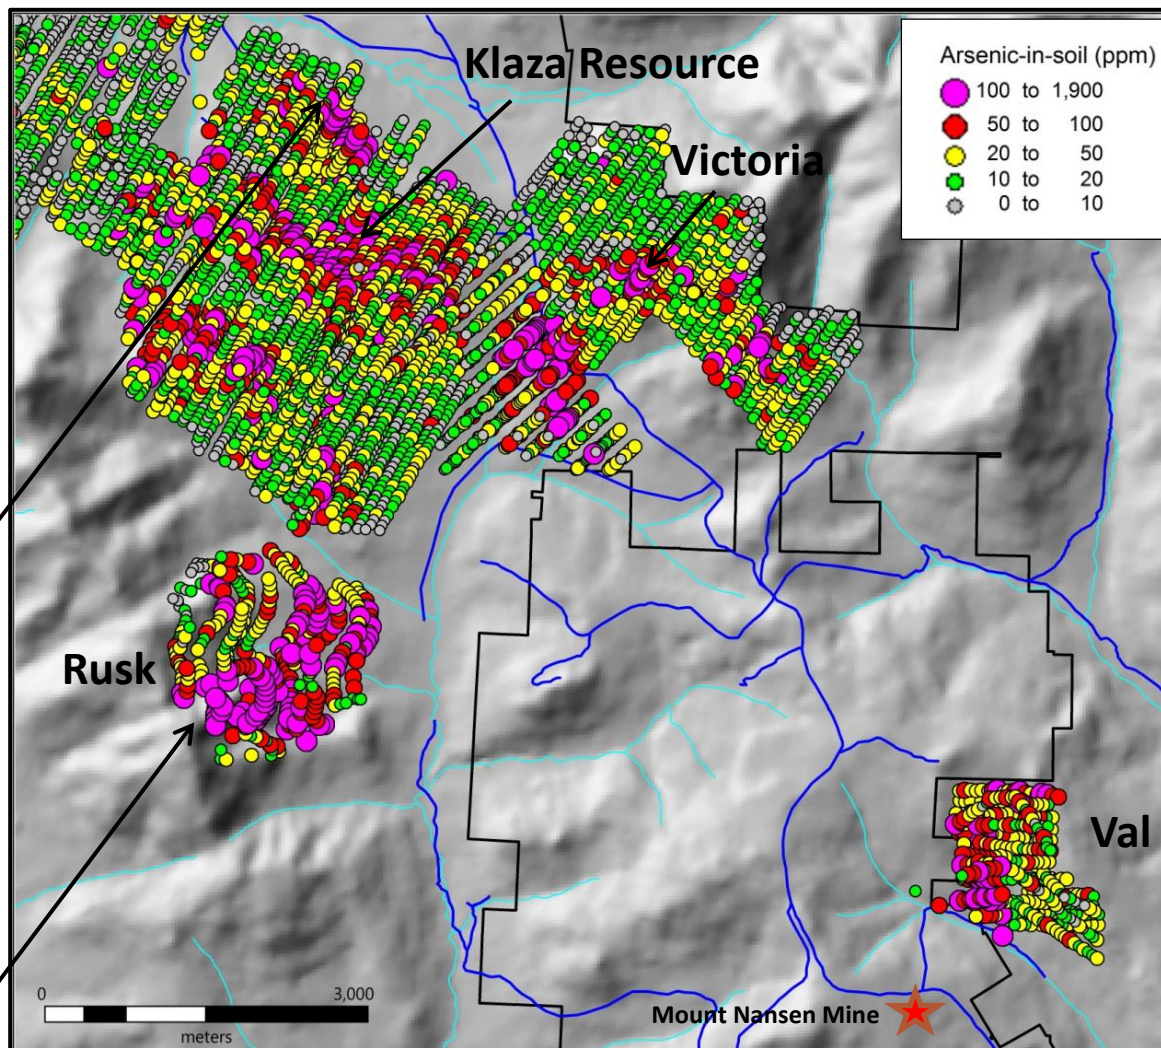 Klaza Resource
Arsenic-in-soil (ppm)
100 to 1,900
50 to 100
20 to 50
10 to 20
0 to 10
Victoria
Rusk
Val
0 3,000
meters
Mount Nansen Mine